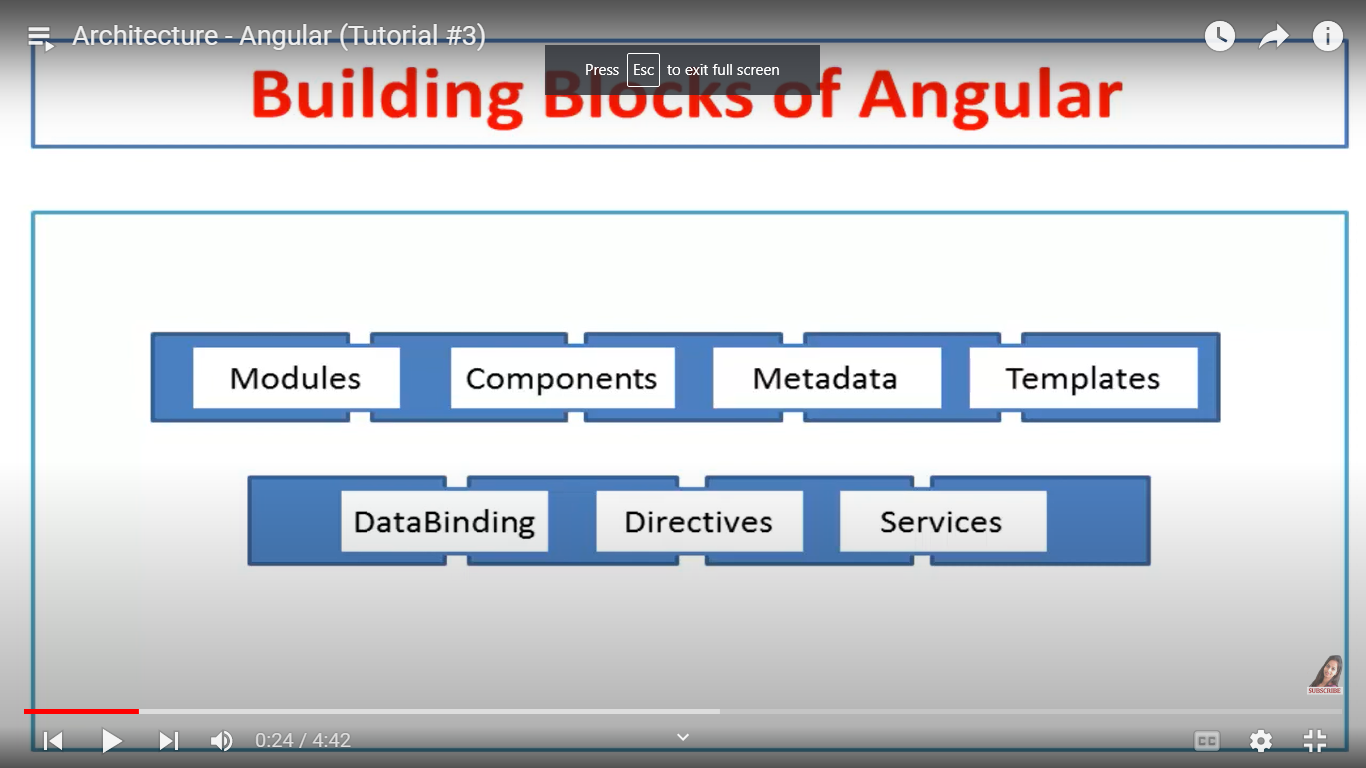 Architecture - Angular (Tutorial #3)
Press Esc to exit full screen
Building Blocks of Angular
Modules Components Metadata Templates
DataBinding Directives Services
SUBSCRIBE
0:24 / 4:42
CC